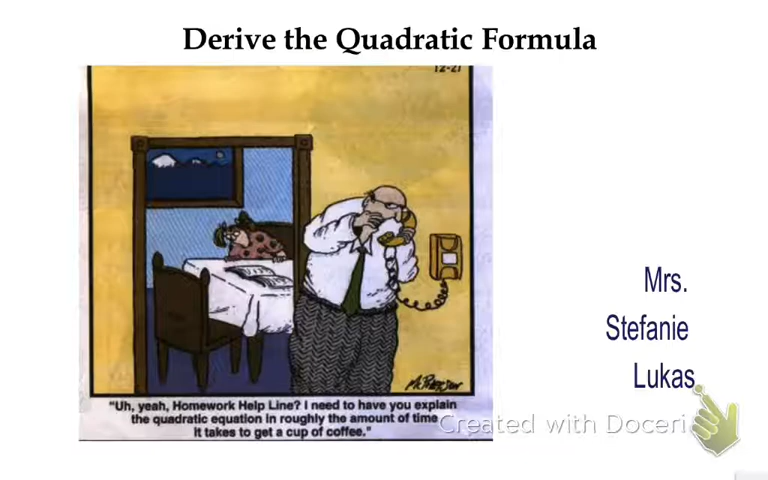 Derive the Quadratic Formula
12-21
McPherson
Mrs.
Stefanie
Lukas
"Uh, yeah, Homework Help Line? I need to have you explain
the quadratic equation in roughly the amount of time
it takes to get a cup of coffee."
Created with Doceri